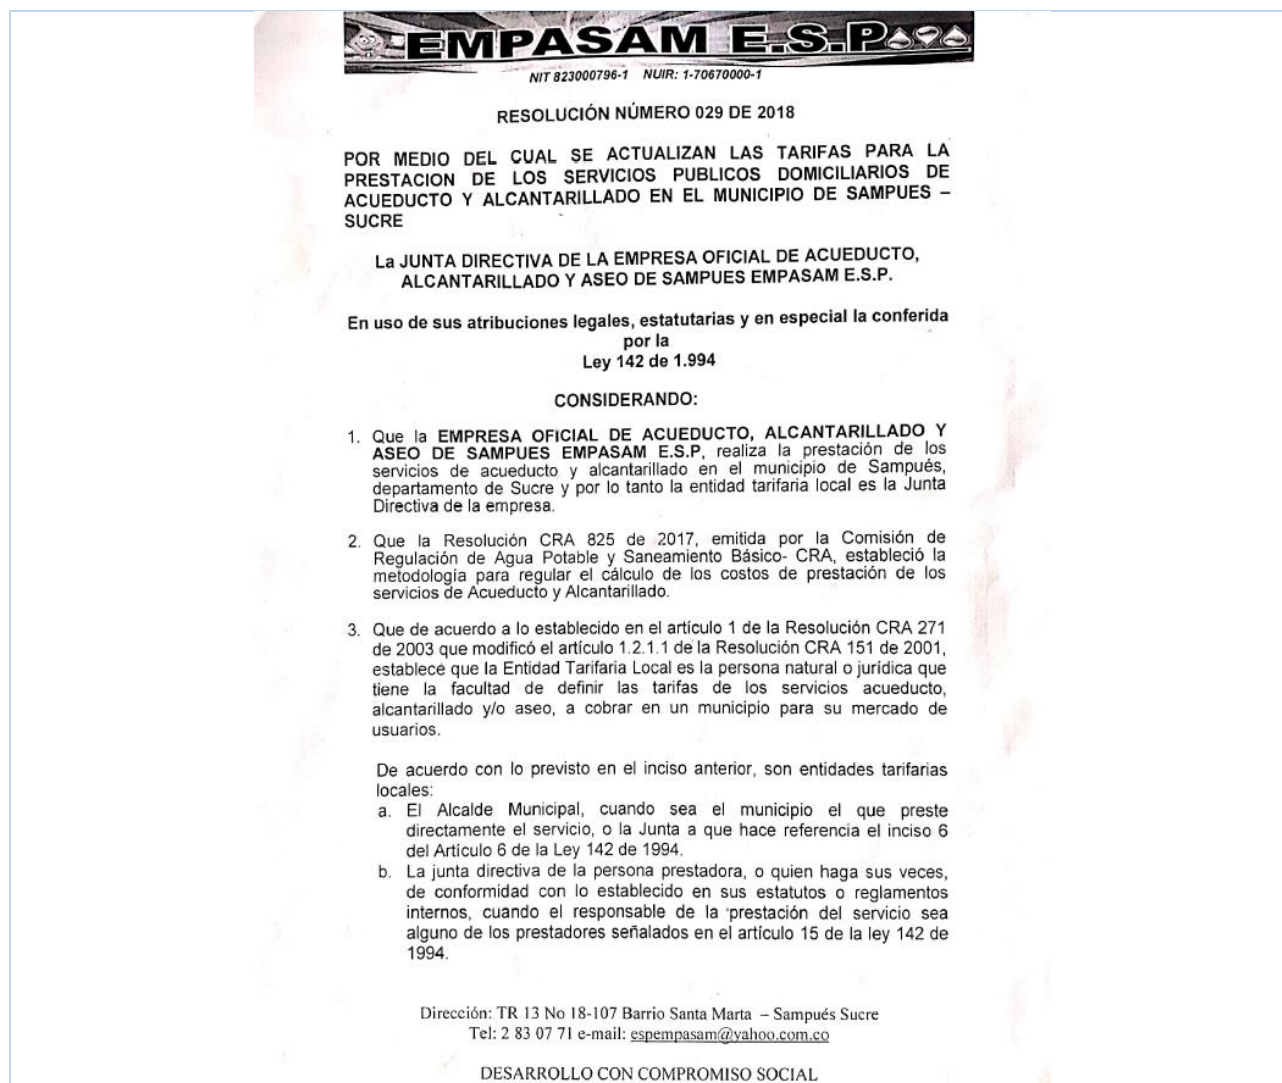 EMPASAM E.S.P
NIT 823000796-1 NUIR: 1-70670000-1
RESOLUCIÓN NÚMERO 029 DE 2018
POR MEDIO DEL CUAL SE ACTUALIZAN LAS TARIFAS PARA LA
PRESTACION DE LOS SERVICIOS PUBLICOS DOMICILIARIOS DE
ACUEDUCTO Y ALCANTARILLADO EN EL MUNICIPIO DE SAMPUES –
SUCRE
La JUNTA DIRECTIVA DE LA EMPRESA OFICIAL DE ACUEDUCTO,
ALCANTARILLADO Y ASEO DE SAMPUES EMPASAM E.S.P.
En uso de sus atribuciones legales, estatutarias y en especial la conferida
por la
Ley 142 de 1.994
CONSIDERANDO:
1. Que la EMPRESA OFICIAL DE ACUEDUCTO, ALCANTARILLADO Y
ASEO DE SAMPUES EMPASAM E.S.P, realiza la prestación de los
servicios de acueducto y alcantarillado en el municipio de Sampués,
departamento de Sucre y por lo tanto la entidad tarifaria local es la Junta
Directiva de la empresa.
2. Que la Resolución CRA 825 de 2017, emitida por la Comisión de
Regulación de Agua Potable y Saneamiento Básico- CRA, estableció la
metodología para regular el cálculo de los costos de prestación de los
servicios de Acueducto y Alcantarillado.
3. Que de acuerdo a lo establecido en el artículo 1 de la Resolución CRA 271
de 2003 que modificó el artículo 1.2.1.1 de la Resolución CRA 151 de 2001,
establece que la Entidad Tarifaria Local es la persona natural o jurídica que
tiene la facultad de definir las tarifas de los servicios acueducto,
alcantarillado y/o aseo, a cobrar en un municipio para su mercado de
usuarios.
De acuerdo con lo previsto en el inciso anterior, son entidades tarifarias
locales:
a. El Alcalde Municipal, cuando sea el municipio el que preste
directamente el servicio, o la Junta a que hace referencia el inciso 6
del Artículo 6 de la Ley 142 de 1994.
b. La junta directiva de la persona prestadora, o quien haga sus veces,
de conformidad con lo establecido en sus estatutos o reglamentos
internos, cuando el responsable de la prestación del servicio sea
alguno de los prestadores señalados en el artículo 15 de la ley 142 de
1994.
Dirección: TR 13 No 18-107 Barrio Santa Marta – Sampués Sucre
Tel: 2 83 07 71 e-mail: espempasam@yahoo.com.co
DESARROLLO CON COMPROMISO SOCIAL